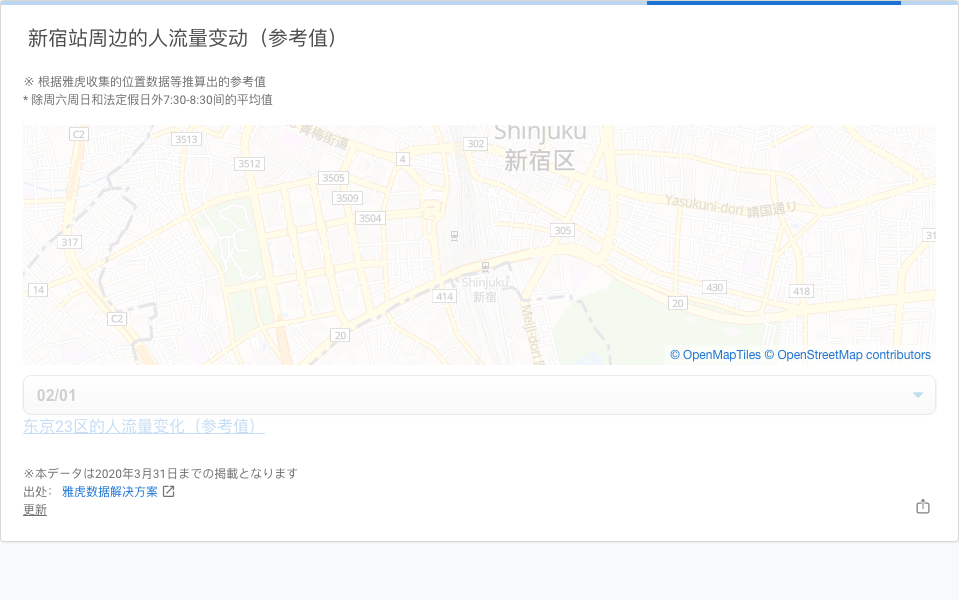 新宿站周边的人流量变动（参考值）
※ 根据雅虎收集的位置数据等推算出的参考值
* 除周六周日和法定假日外7:30-8:30间的平均值
C2
3513
青梅街道
302
Shinjuku
新宿区
3512
4
3505
3509
Yasukuni-dori 靖国通り
3504
305
317
31
Shinjuku
新宿
14
414
430
418
20
C2
Meiji-dori
20
© OpenMapTiles © OpenStreetMap contributors
02/01
东京23区的人流量变化（参考值）
※本データは2020年3月31日までの掲載となります
出处： 雅虎数据解决方案
更新